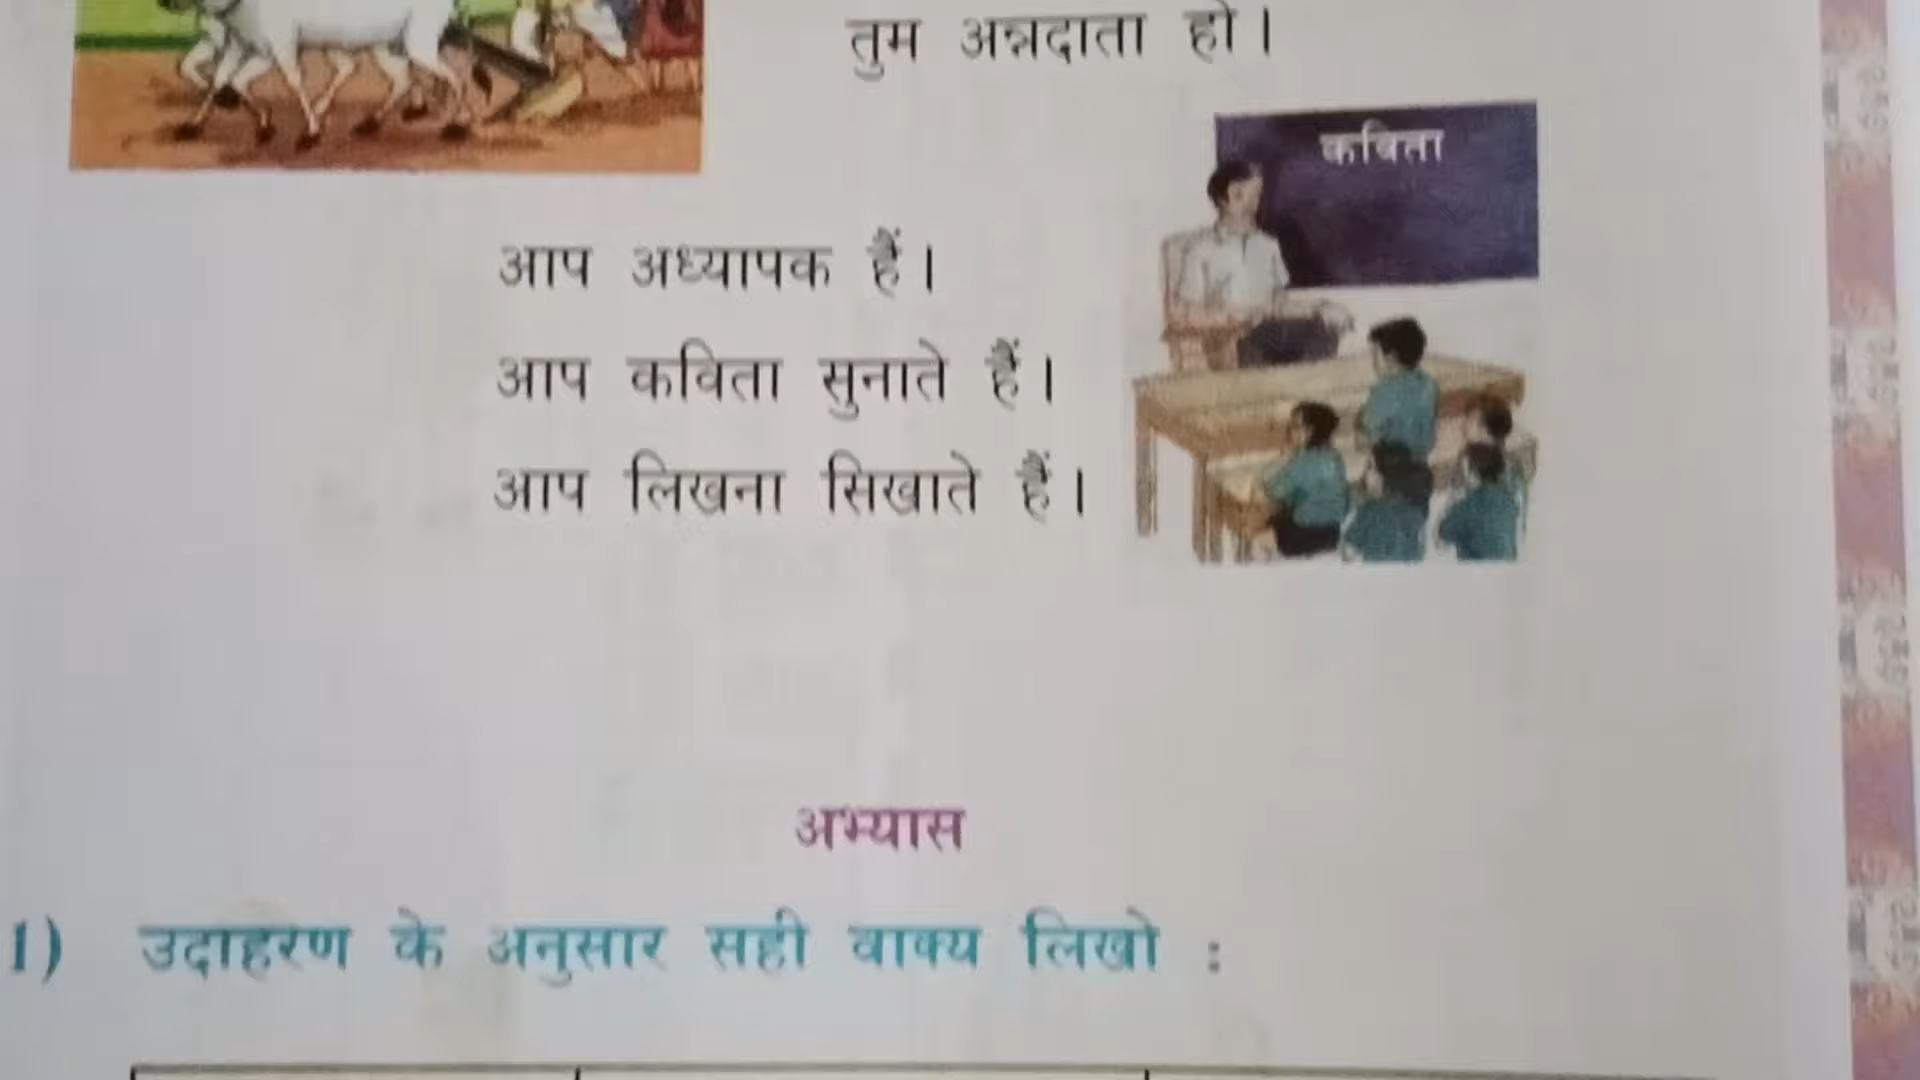 तुम अन्नदाता हो।
कविता
आप अध्यापक हैं।
आप कविता सुनाते हैं।
आप लिखना सिखाते हैं।
अभ्यास
1) उदाहरण के अनुसार सही वाक्य लिखो :